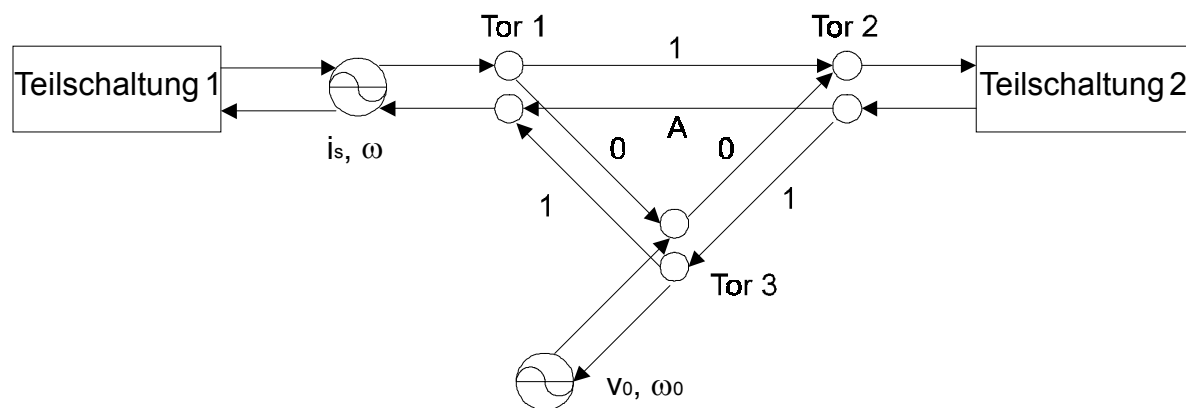 Tor 1
Tor 2
1
Teilschaltung 1
Teilschaltung 2
A
is, ω
0
0
1
1
Tor 3
v0, ω0